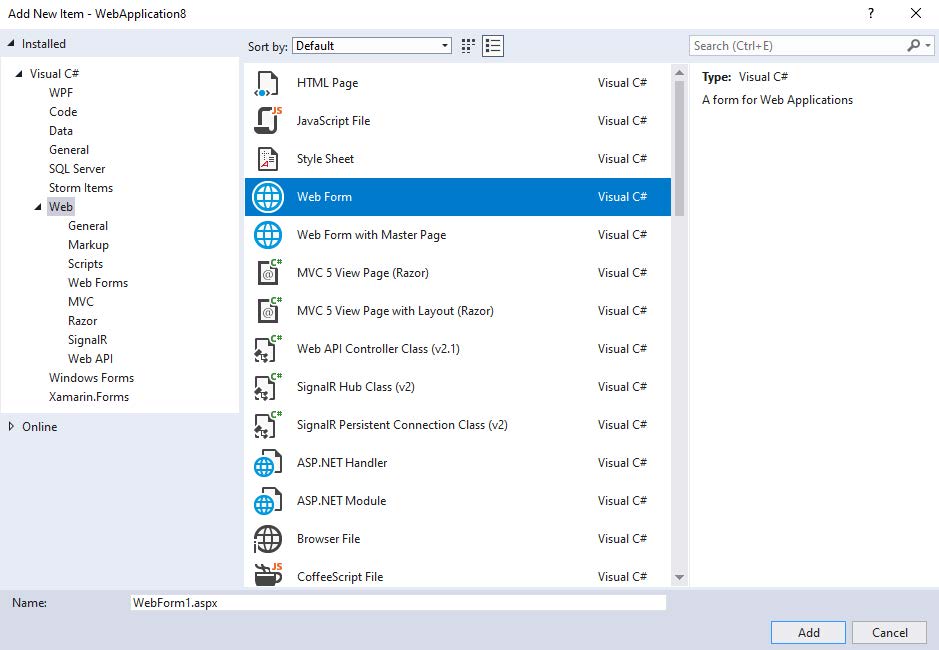 Add New Item - WebApplication8
?
Installed
Sort by: Default
Search (Ctrl+E)
Visual C#
WPF
Code
Data
General
SQL Server
Storm Items
Web
General
Markup
Scripts
Web Forms
MVC
Razor
SignalR
Web API
Windows Forms
Xamarin.Forms
Online
HTML Page Visual C#
JS JavaScript File Visual C#
Style Sheet Visual C#
Web Form Visual C#
Web Form with Master Page Visual C#
C# @ MVC 5 View Page (Razor) Visual C#
C# @ MVC 5 View Page with Layout (Razor) Visual C#
C# Web API Controller Class (v2.1) Visual C#
C# SignalR Hub Class (v2) Visual C#
C# SignalR Persistent Connection Class (v2) Visual C#
ASP.NET Handler Visual C#
ASP.NET Module Visual C#
Browser File Visual C#
JS CoffeeScript File Visual C#
Type: Visual C#
A form for Web Applications
Name: WebForm1.aspx
Add Cancel